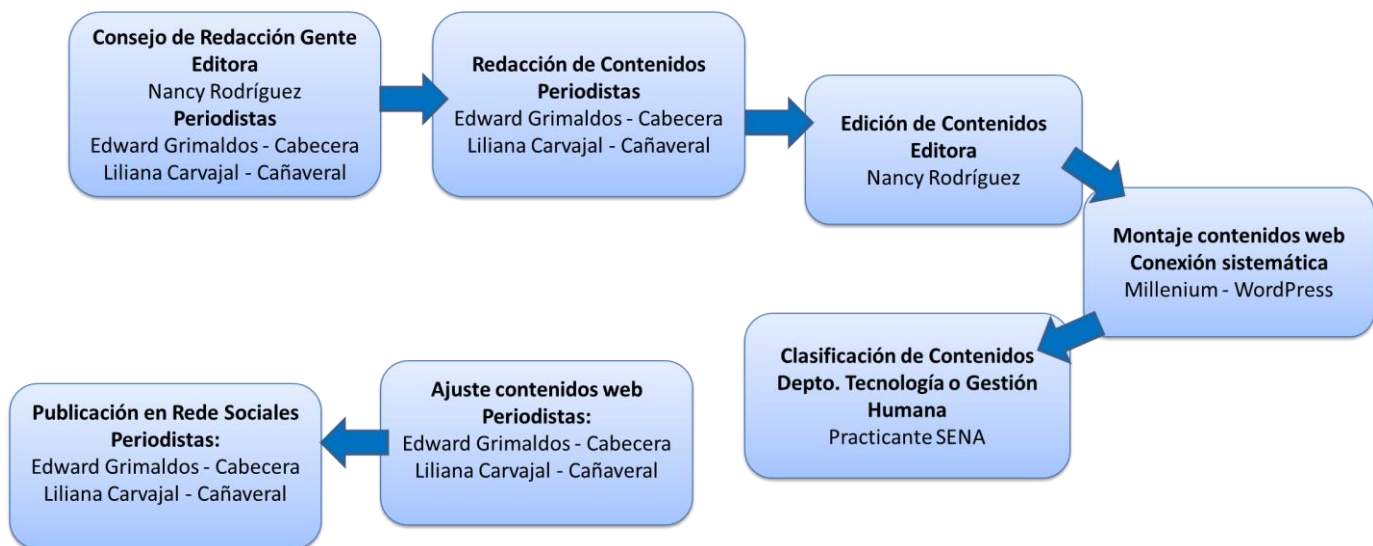 Consejo de Redacción Gente
Editora
Nancy Rodríguez
Periodistas
Edward Grimaldos - Cabecera
Liliana Carvajal - Cañaveral
Redacción de Contenidos
Periodistas
Edward Grimaldos - Cabecera
Liliana Carvajal - Cañaveral
Edición de Contenidos
Editora
Nancy Rodríguez
Montaje contenidos web
Conexión sistemática
Millenium - WordPress
Clasificación de Contenidos
Depto. Tecnología o Gestión
Humana
Practicante SENA
Ajuste contenidos web
Periodistas:
Edward Grimaldos - Cabecera
Liliana Carvajal - Cañaveral
Publicación en Rede Sociales
Periodistas:
Edward Grimaldos - Cabecera
Liliana Carvajal - Cañaveral